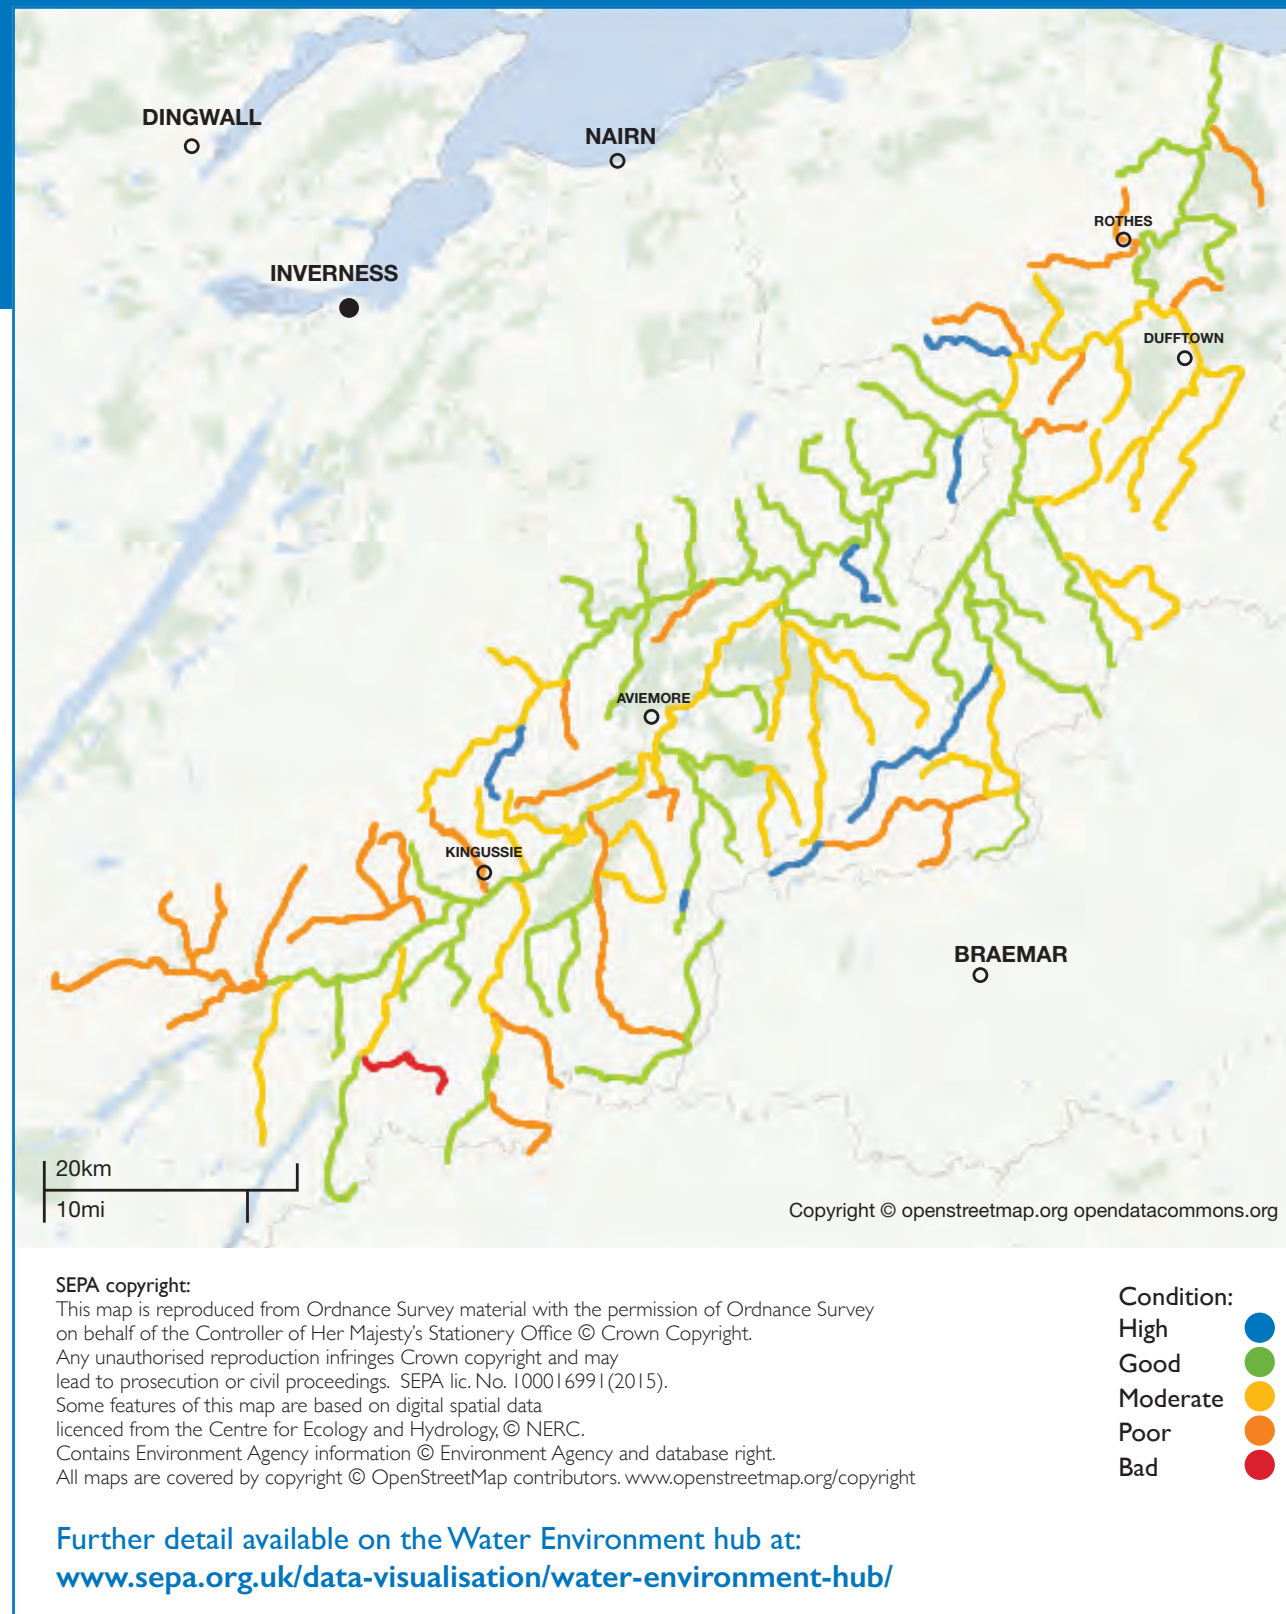 DINGWALL
NAIRN
ROTHES
INVERNESS
DUFFTOWN
AVIEMORE
KINGUSSIE
BRAEMAR
20km
10mi
Copyright © openstreetmap.org opendatacommons.org
SEPA copyright:
This map is reproduced from Ordnance Survey material with the permission of Ordnance Survey
on behalf of the Controller of Her Majesty's Stationery Office © Crown Copyright.
Any unauthorised reproduction infringes Crown copyright and may
lead to prosecution or civil proceedings. SEPA lic. No. 100016991(2015).
Some features of this map are based on digital spatial data
licenced from the Centre for Ecology and Hydrology, © NERC.
Contains Environment Agency information © Environment Agency and database right.
All maps are covered by copyright © OpenStreetMap contributors. www.openstreetmap.org/copyright
Condition:
High
Good
Moderate
Poor
Bad
Further detail available on the Water Environment hub at:
www.sepa.org.uk/data-visualisation/water-environment-hub/